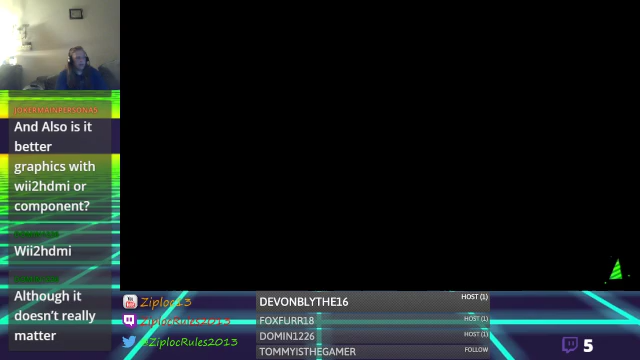 JOKERMAINPERSONA5
And Also is it
better
graphics with
wii2hdmi or
component?
Wii2hdmi
Although it
doesn't really
matter
Ziploc13
ZiplocRules2013
@ZiplocRules2013
DEVONBLYTHE16 HOST (1)
FOXFURR18 HOST (1)
DOMIN1226 HOST (1)
TOMMYISTHEGAMER FOLLOW
5